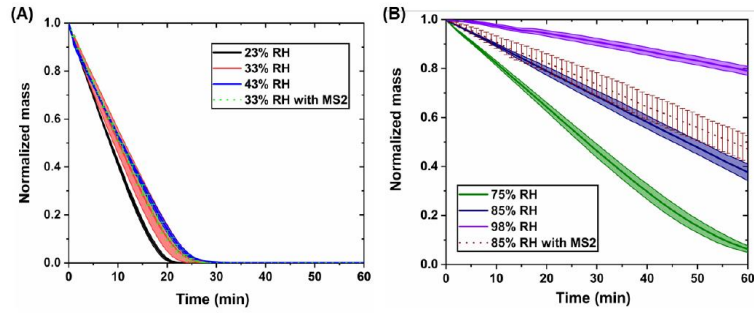 (A)
Normalized mass
1.0
0.8
0.6
0.4
0.2
0.0
23% RH
33% RH
43% RH
33% RH with MS2
0 10 20 30 40 50 60
Time (min)
(B)
Normalized mass
1.0
0.8
0.6
0.4
0.2
0.0
75% RH
85% RH
98% RH
85% RH with MS2
0 10 20 30 40 50 60
Time (min)